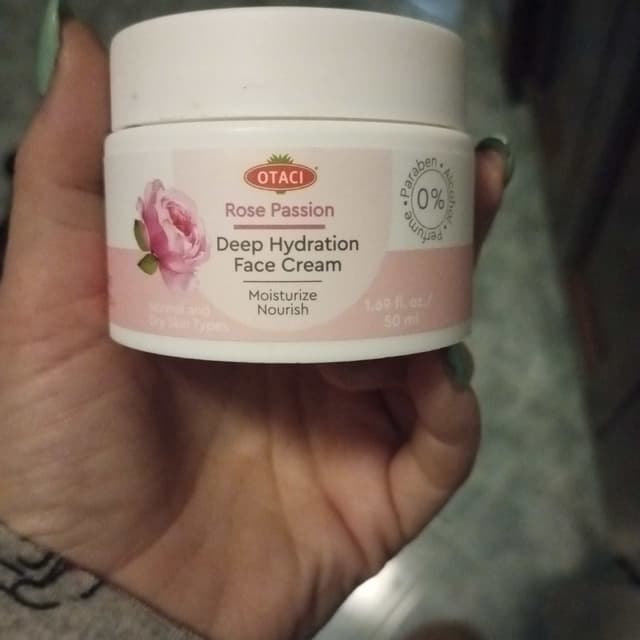 OTACI
Rose Passion
Deep Hydration
Face Cream
Moisturize
Nourish
Normal and
Dry Skin Types
1.69 fl. oz./
50 ml
0%
Paraben • Alcohol • Perfume •